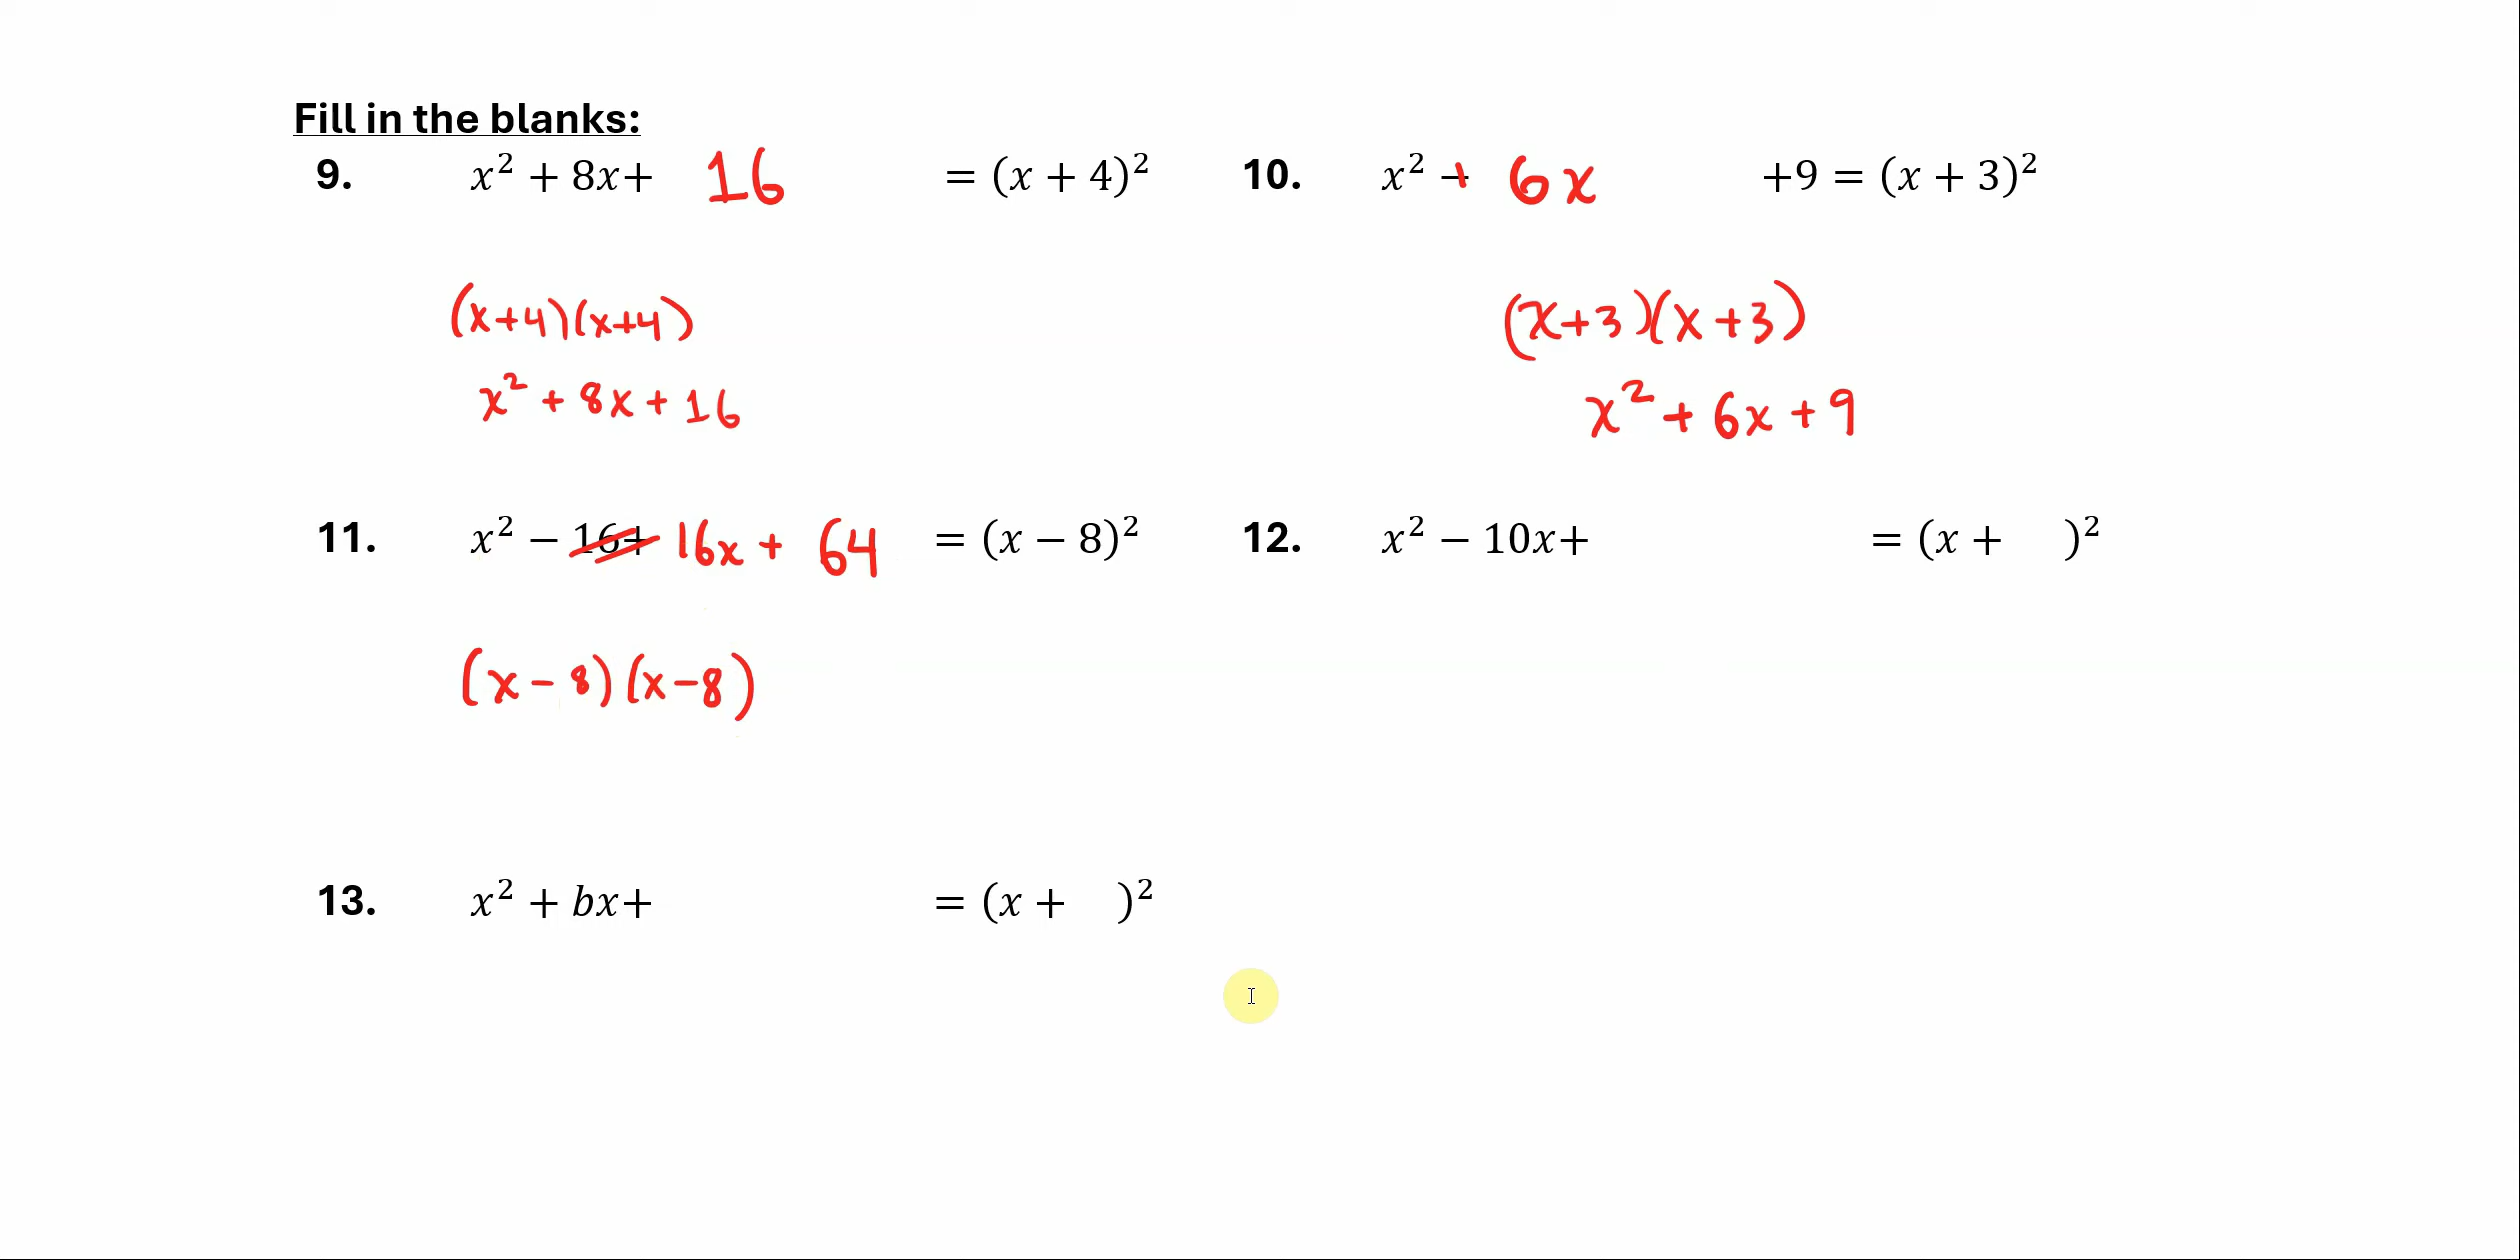 Fill in the blanks:
9. x² + 8x+ 16 = (x + 4)²
10. x² + 6x +9 = (x + 3)²
(x+4)(x+4)
(x+3)(x+3)
x² + 8x + 16
x² + 6x + 9
11. x² − 16+ 16x + 64 = (x − 8)²
12. x² − 10x+ = (x + )²
(x − 8)(x − 8)
13. x² + bx+ = (x + )²